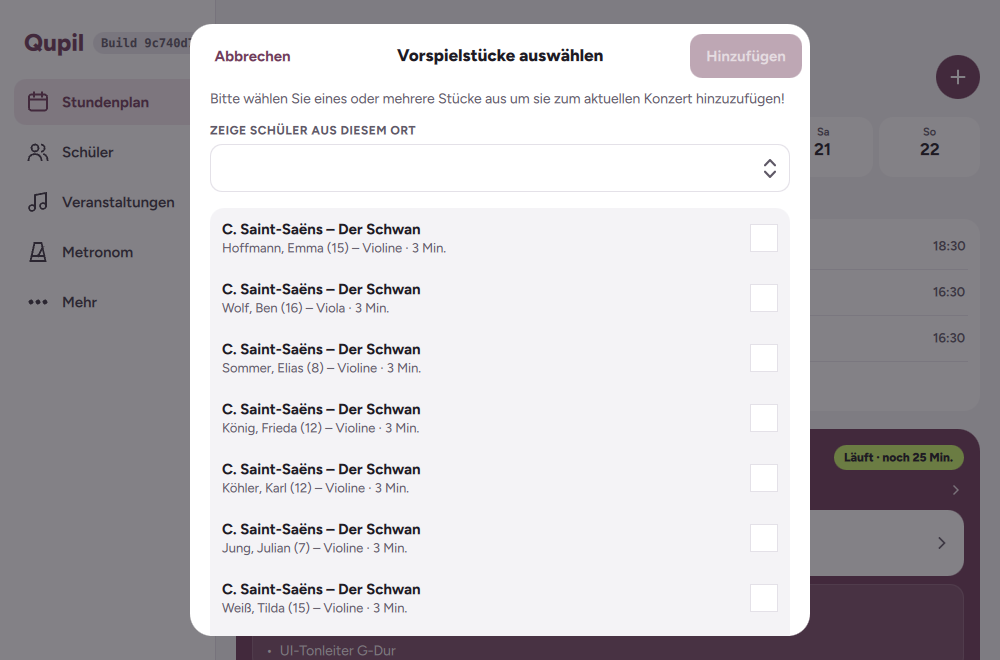 Qupil
Build 9c740d
Stundenplan
Schüler
Veranstaltungen
Metronom
Mehr
Abbrechen
Vorspielstücke auswählen
Hinzufügen
Bitte wählen Sie eines oder mehrere Stücke aus um sie zum aktuellen Konzert hinzuzufügen!
ZEIGE SCHÜLER AUS DIESEM ORT
C. Saint-Saëns – Der Schwan
Hoffmann, Emma (15) – Violine · 3 Min.
C. Saint-Saëns – Der Schwan
Wolf, Ben (16) – Viola · 3 Min.
C. Saint-Saëns – Der Schwan
Sommer, Elias (8) – Violine · 3 Min.
C. Saint-Saëns – Der Schwan
König, Frieda (12) – Violine · 3 Min.
C. Saint-Saëns – Der Schwan
Köhler, Karl (12) – Violine · 3 Min.
C. Saint-Saëns – Der Schwan
Jung, Julian (7) – Violine · 3 Min.
C. Saint-Saëns – Der Schwan
Weiß, Tilda (15) – Violine · 3 Min.
Sa
21
So
22
18:30
16:30
16:30
Läuft · noch 25 Min.
• UI-Tonleiter G-Dur